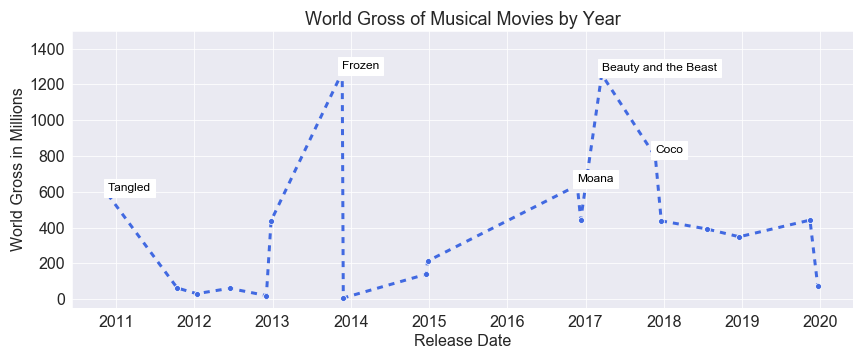 World Gross of Musical Movies by Year
World Gross in Millions
1400
1200
1000
800
600
400
200
0
Tangled
Frozen
Moana
Beauty and the Beast
Coco
2011 2012 2013 2014 2015 2016 2017 2018 2019 2020
Release Date